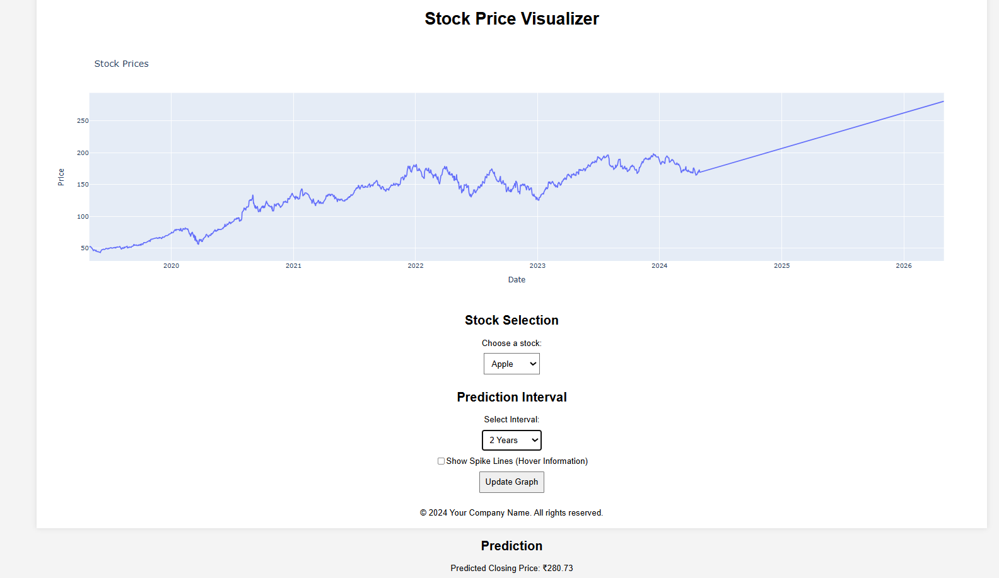 Stock Price Visualizer
Stock Prices
Price
250
200
150
100
50
2020 2021 2022 2023 2024 2025 2026
Date
Stock Selection
Choose a stock:
Apple
Prediction Interval
Select Interval:
2 Years
Show Spike Lines (Hover Information)
Update Graph
© 2024 Your Company Name. All rights reserved.
Prediction
Predicted Closing Price: ₹280.73